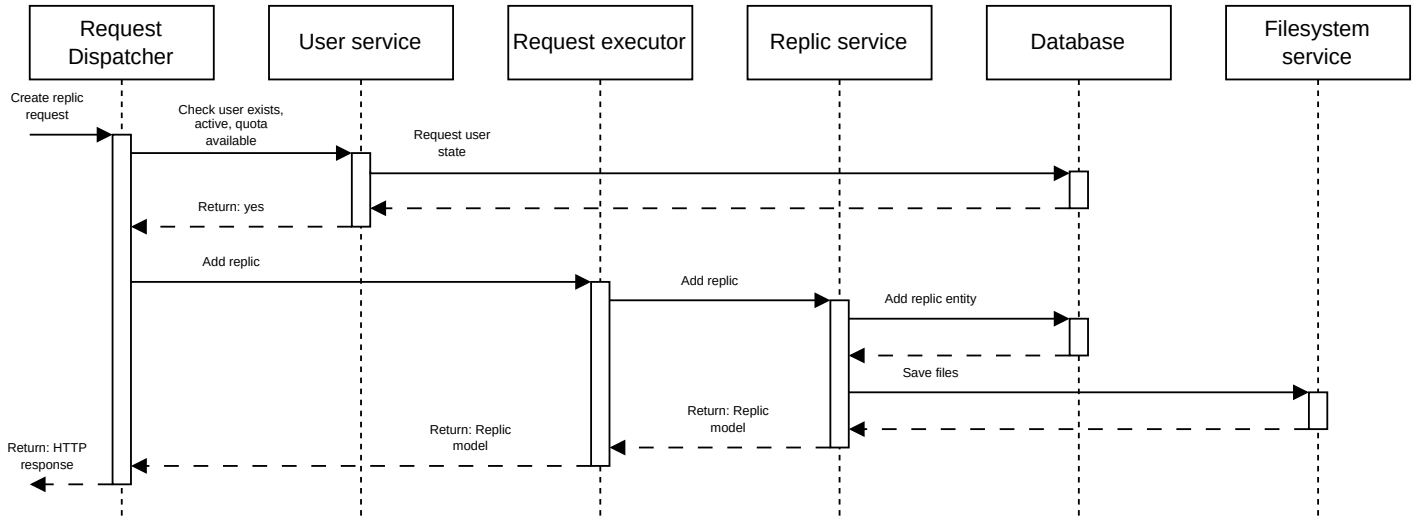 Request
Dispatcher
User service
Request executor
Replic service
Database
Filesystem
service
Create replic
request
Check user exists,
active, quota
available
Request user
state
Return: yes
Add replic
Add replic
Add replic entity
Save files
Return: Replic
model
Return: Replic
model
Return: HTTP
response